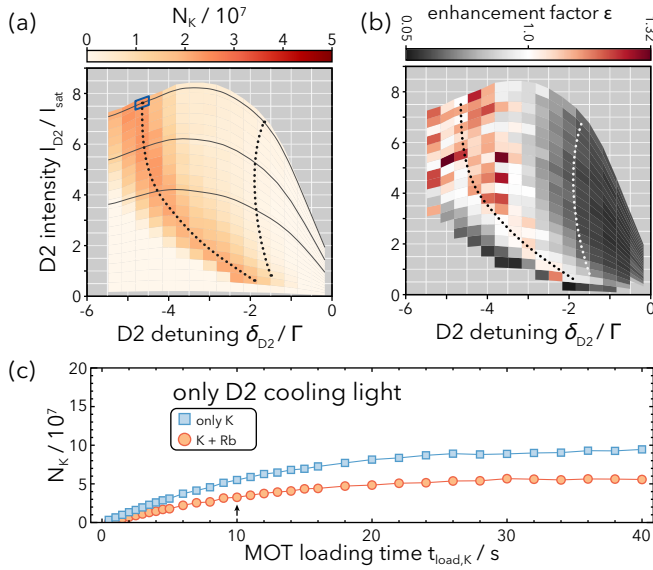 (a)
N_K / 10^7
0 1 2 3 4 5
D2 intensity I_D2 / I_sat
8
6
4
2
0
-6 -4 -2 0
D2 detuning δ_D2 / Γ
(b)
enhancement factor ε
0.05 1.0 1.32
8
6
4
2
0
-6 -4 -2 0
D2 detuning δ_D2 / Γ
(c)
only D2 cooling light
only K
K + Rb
N_K / 10^7
20
15
10
5
0
0 10 20 30 40
MOT loading time t_load,K / s